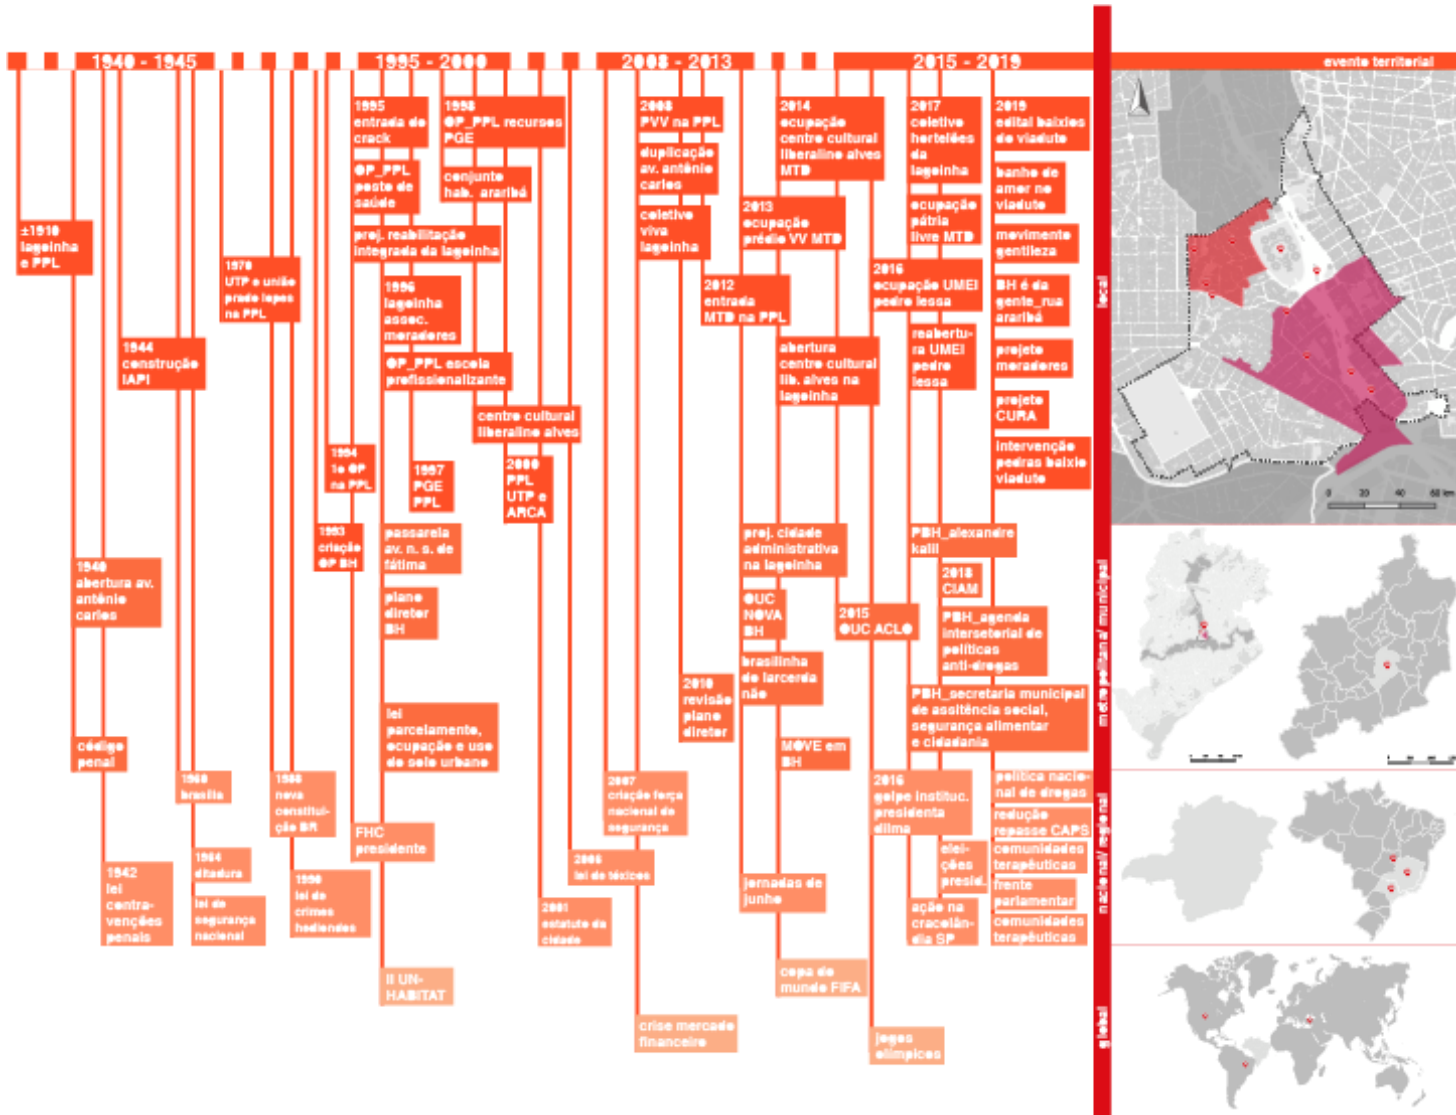 1940 - 1945
1995 - 2000
2008 - 2013
2015 - 2019
evento territorial
±1910
lagoinha
e PPL
1944
construção
IAPI
1970
UTP e união
prado lopes
na PPL
1994
1o OP
na PPL
1993
criação
OP BH
1995
entrada do
crack
OP_PPL
posto de
saúde
proj. reabilitação
integrada da lagoinha
1996
lagoinha
assoc.
moradores
OP_PPL escola
profissionalizante
1997
PGE
PPL
1998
OP_PPL recursos
PGE
conjunto
hab. araribá
centro cultural
liberalino alves
2000
PPL
UTP e
ARCA
2008
PVV na PPL
duplicação
av. antônio
carlos
coletivo
viva
lagoinha
2012
entrada
MTD na PPL
2013
ocupação
prédio VV MTD
2014
ocupação
centro cultural
liberalino alves
MTD
abertura
centro cultural
lib. alves na
lagoinha
2016
ocupação UMEI
pedro lessa
reabertu-
ra UMEI
pedro
lessa
2017
coletivo
hortelões
da
lagoinha
ocupação
pátria
livre MTD
2019
edital baixios
de viaduto
banho de
amor no
viaduto
movimento
gentileza
BH é da
gente_rua
araribá
projeto
moradores
projeto
CURA
intervenção
pedras baixio
viaduto
local
0 20 40 60 km
1940
abertura av.
antônio
carlos
código
penal
passarela
av. n. s. de
fátima
plano
diretor
BH
lei
parcelamento,
ocupação e uso
do solo urbano
2010
revisão
plano
diretor
proj. cidade
administrativa
na lagoinha
OUC
NOVA
BH
brasilinha
do larcerda
não
MOVE em
BH
2015
OUC ACLO
PBH_alexandre
kalil
2018
CIAM
PBH_agenda
intersetorial de
políticas
anti-drogas
PBH_secretaria municipal
de assitência social,
segurança alimentar
e cidadania
metropolitana/ municipal
1960
brasília
1942
lei
contra-
venções
penais
1964
ditadura
lei de
segurança
nacional
1988
nova
constitui-
ção BR
1990
lei de
crimes
hediondos
FHC
presidente
2001
estatuto da
cidade
2006
lei de tóxicos
2007
criação força
nacional de
segurança
jornadas de
junho
2016
golpe instituc.
presidenta
dilma
elei-
ções
presid.
ação na
cracolân-
dia SP
política nacio-
nal de drogas
redução
repasse CAPS
comunidades
terapêuticas
frente
parlamentar
comunidades
terapêuticas
nacional/ regional
II UN-
HABITAT
crise mercado
financeiro
copa do
mundo FIFA
jogos
olímpicos
global